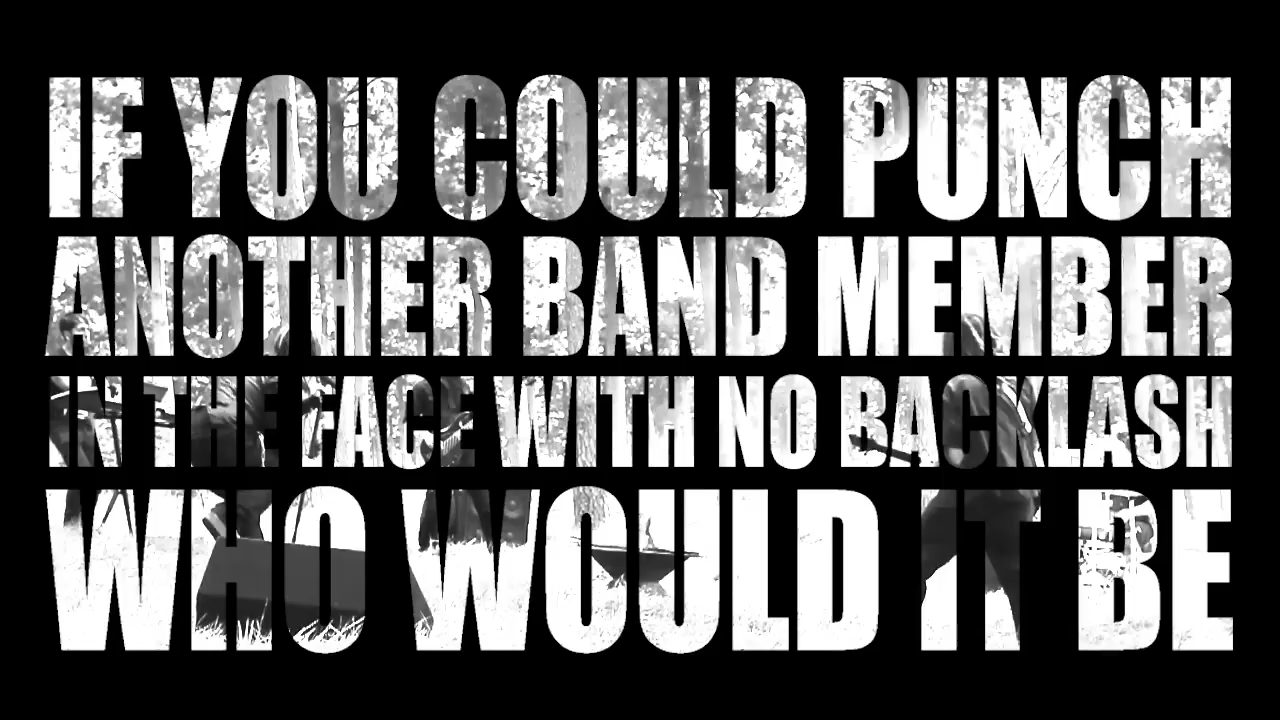 IF YOU COULD PUNCH
ANOTHER BAND MEMBER
IN THE FACE WITH NO BACKLASH
WHO WOULD IT BE